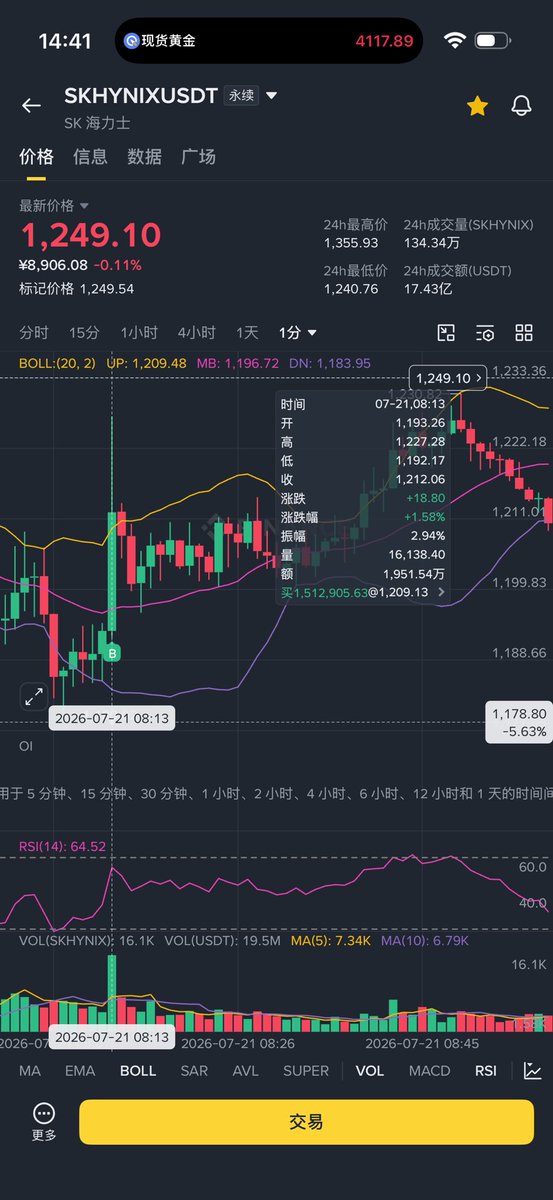 14:41 现货黄金 4117.89
SKHYNIXUSDT 永续
SK 海力士
价格 信息 数据 广场
最新价格
1,249.10
¥8,906.08 -0.11%
标记价格 1,249.54
24h最高价 24h成交量(SKHYNIX)
1,355.93 134.34万
24h最低价 24h成交额(USDT)
1,240.76 17.43亿
分时 15分 1小时 4小时 1天 1分
BOLL:(20, 2) UP: 1,209.48 MB: 1,196.72 DN: 1,183.95
1,249.10
1,233.36
1,230.82
时间 07-21,08:13
开 1,193.26
高 1,227.28
低 1,192.17
收 1,212.06
涨跌 +18.80
涨跌幅 +1.58%
振幅 2.94%
量 16,138.40
额 1,951.54万
买1,512,905.63@1,209.13
1,222.18
1,211.01
1,199.83
1,188.66
B
2026-07-21 08:13
1,178.80
-5.63%
OI
用于 5 分钟、15 分钟、30 分钟、1 小时、2 小时、4 小时、6 小时、12 小时和 1 天的时间间
RSI(14): 64.52
60.0
40.0
VOL(SKHYNIX): 16.1K VOL(USDT): 19.5M MA(5): 7.34K MA(10): 6.79K
16.1K
2026-07-21 08:13
2026-07-21 08:26
2026-07-21 08:45
MA EMA BOLL SAR AVL SUPER VOL MACD RSI
更多
交易